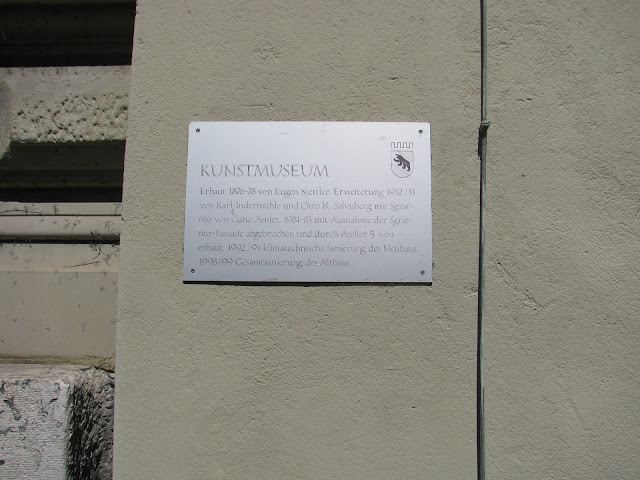 KUNSTMUSEUM
Erbaut 1876-78 von Eugen Stettler. Erweiterung 1932/33
von Karl Indermühle und Otto R. Salvisberg mit Sgraf-
fito von Cuno Amiet. 1981-83 mit Ausnahme der Sgraf-
fito-Fassade abgebrochen und durch Atelier 5 neu
erbaut. 1992/93 klimatechnische Sanierung des Neubaus.
1998/99 Gesamtsanierung des Altbaus.